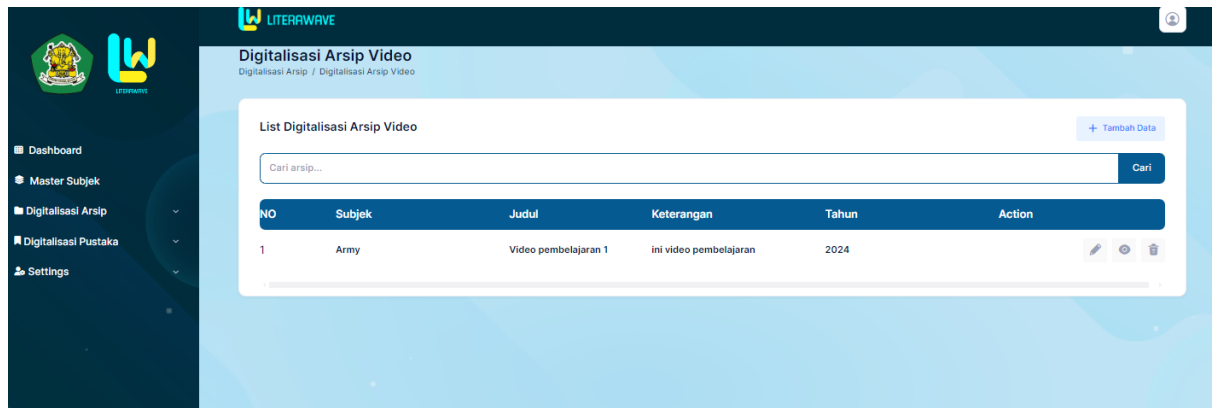 LITERAWAVE
LITERAWAVE
Dashboard
Master Subjek
Digitalisasi Arsip
Digitalisasi Pustaka
Settings
Digitalisasi Arsip Video
Digitalisasi Arsip / Digitalisasi Arsip Video
List Digitalisasi Arsip Video
+ Tambah Data
Cari arsip...
Cari
NO Subjek Judul Keterangan Tahun Action
1 Army Video pembelajaran 1 ini video pembelajaran 2024